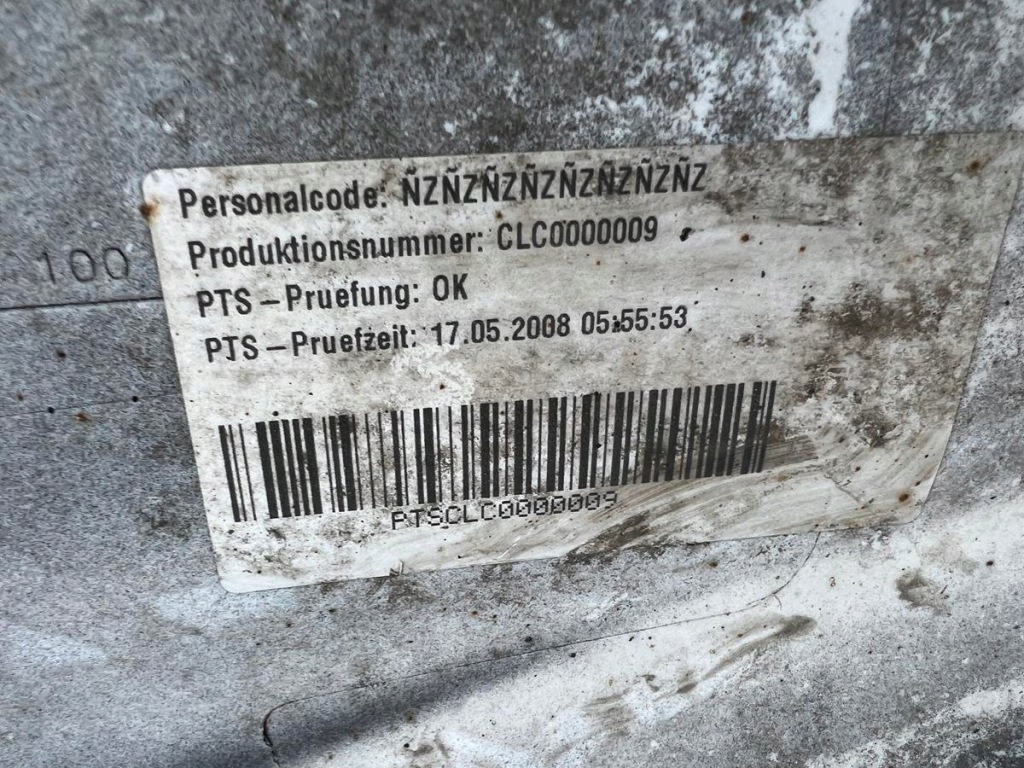 Personalcode: ÑZÑZÑZÑZÑZÑZÑZÑZ
Produktionsnummer: CLC0000009
100
PTS – Pruefung: OK
PTS – Pruefzeit: 17.05.2008 05:55:53
PTSCLC0000009